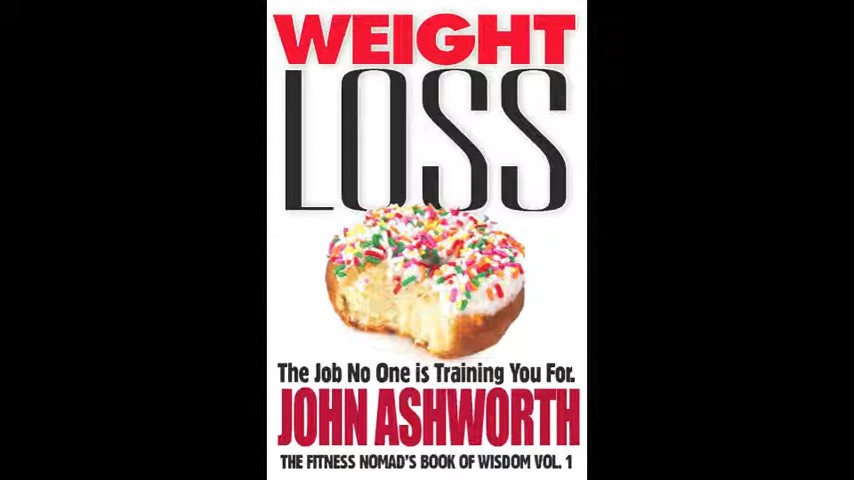 WEIGHT
LOSS
The Job No One is Training You For.
JOHN ASHWORTH
THE FITNESS NOMAD'S BOOK OF WISDOM VOL. 1